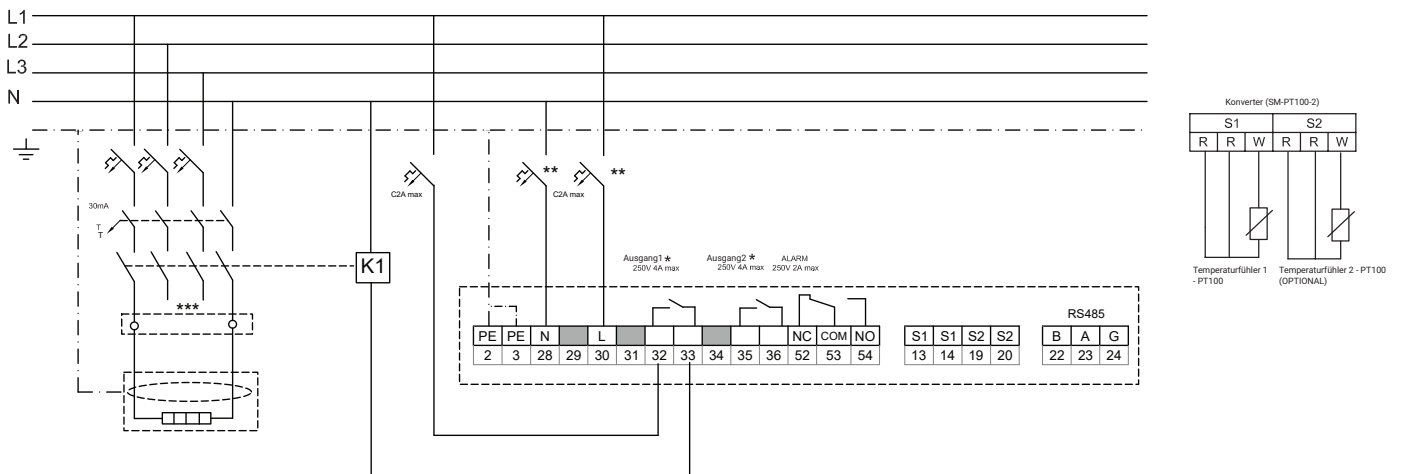 L1
L2
L3
N
30mA
T
T
***
K1
C2A max
C2A max
**
**
Ausgang1 *
250V 4A max
Ausgang2 *
250V 4A max
ALARM
250V 2A max
PE PE N L NC COM NO
2 3 28 29 30 31 32 33 34 35 36 52 53 54
S1 S1 S2 S2
13 14 19 20
RS485
B A G
22 23 24
Konverter (SM-PT100-2)
S1 S2
R R W R R W
Temperaturfühler 1
- PT100
Temperaturfühler 2 - PT100
(OPTIONAL)